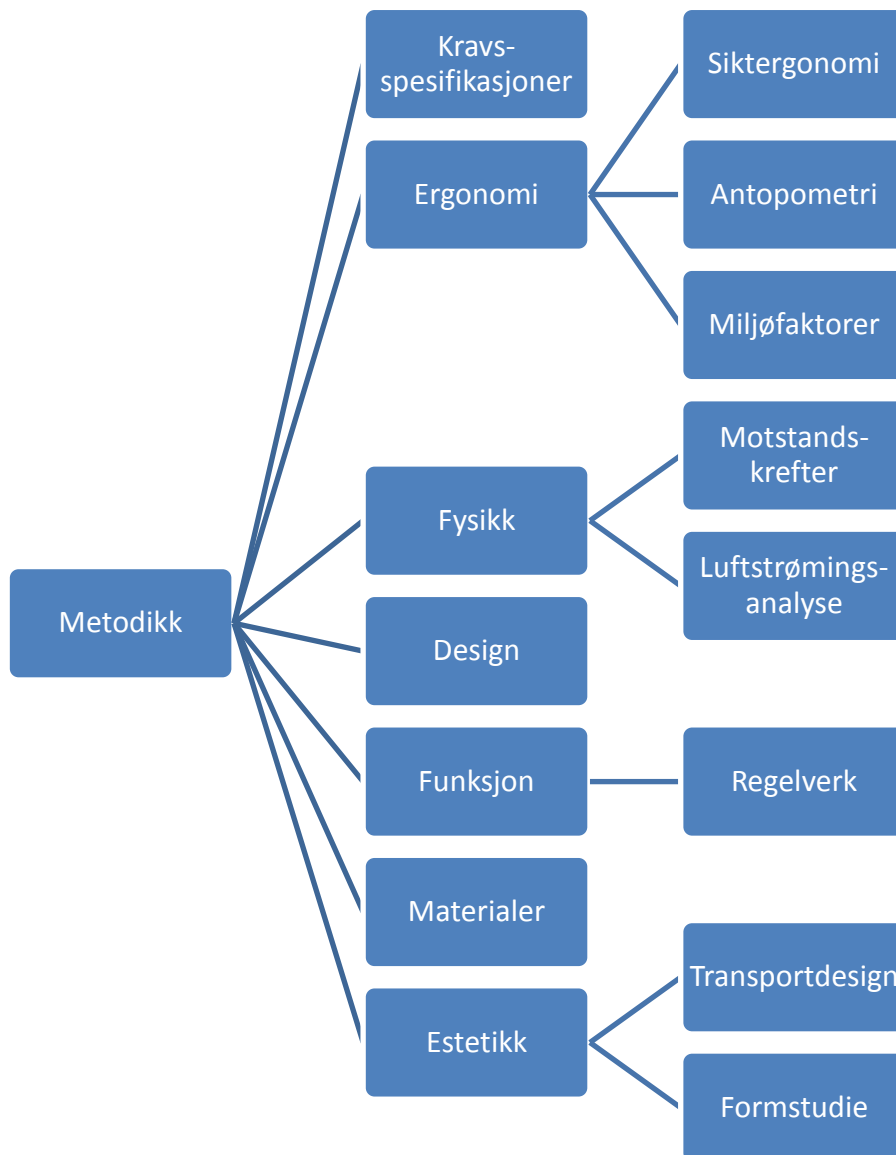 Metodikk
Kravs-
spesifikasjoner
Ergonomi
Siktergonomi
Antopometri
Miljøfaktorer
Fysikk
Motstands-
krefter
Luftstrømings-
analyse
Design
Funksjon
Regelverk
Materialer
Estetikk
Transportdesign
Formstudie